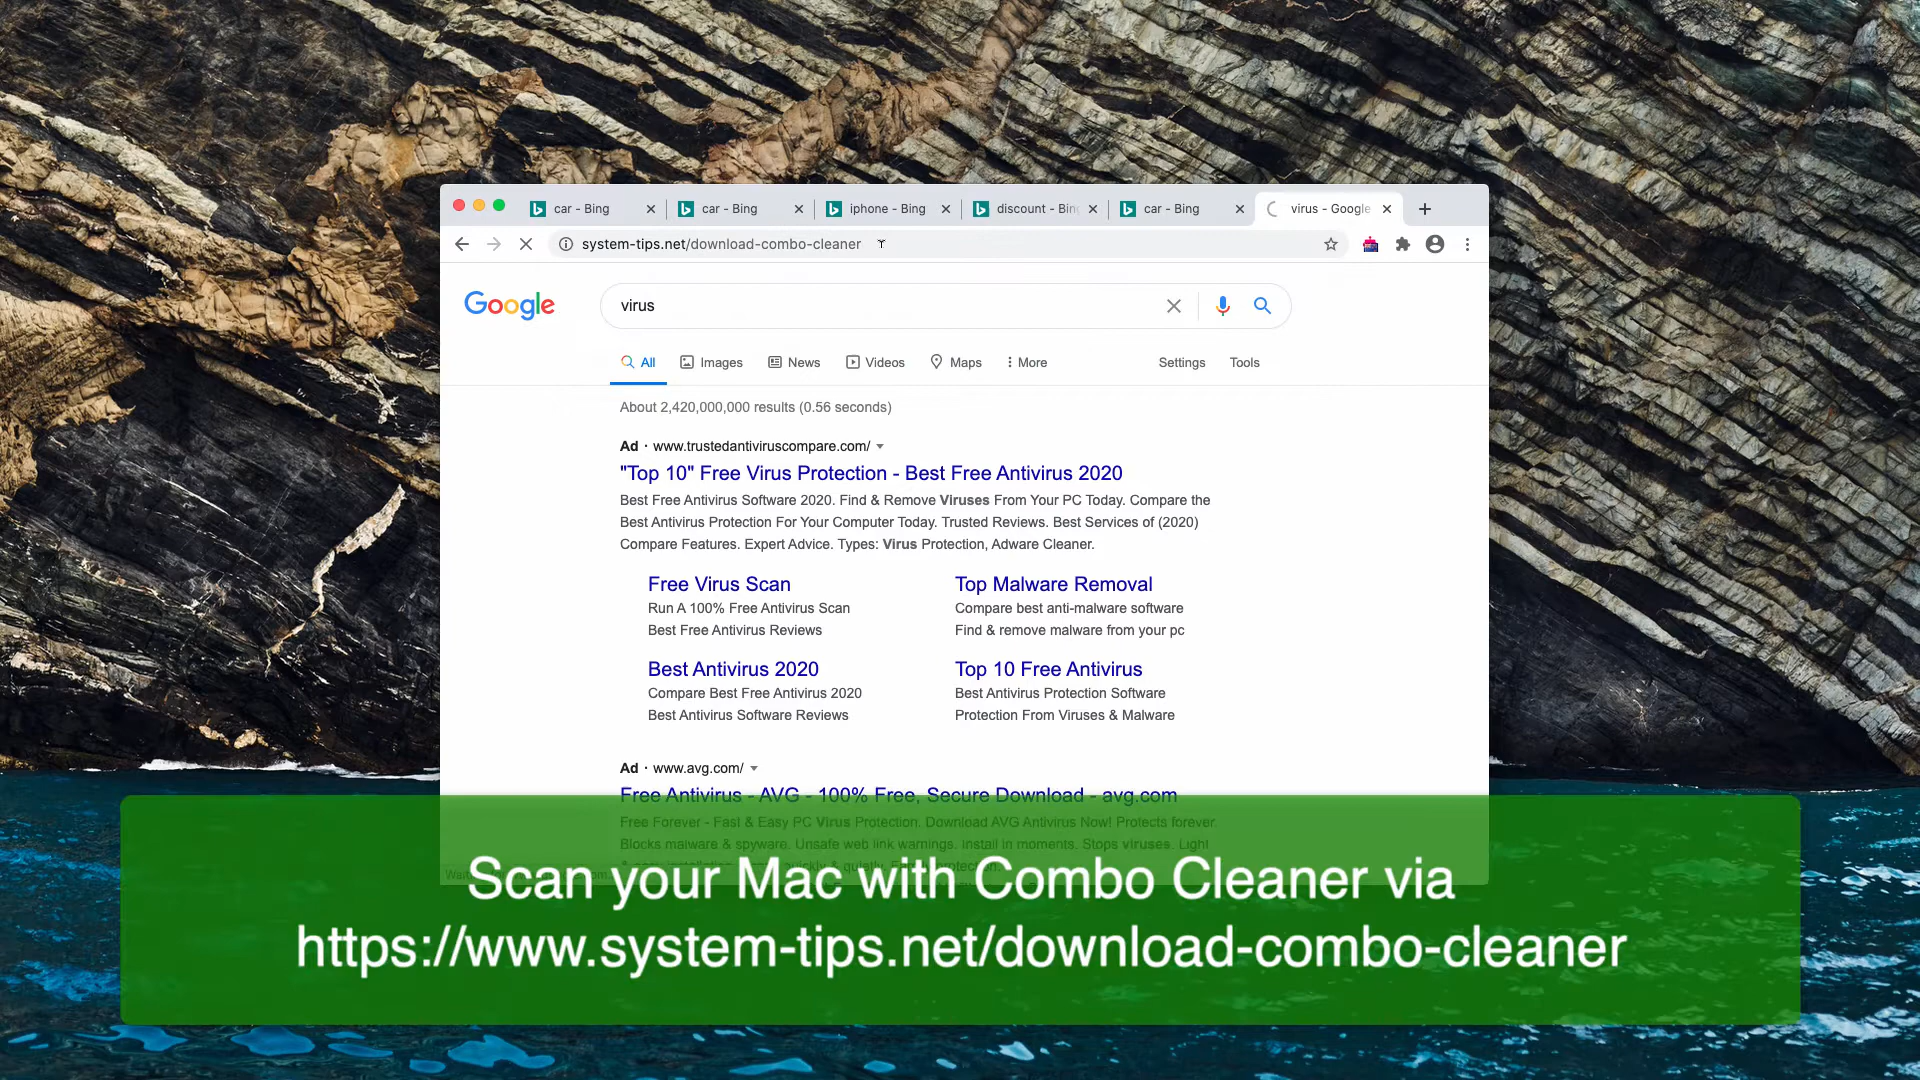 car - Bing
car - Bing
iphone - Bing
discount - Bin
car - Bing
virus - Google
system-tips.net/download-combo-cleaner
Google
virus
All Images News Videos Maps More Settings Tools
About 2,420,000,000 results (0.56 seconds)
Ad · www.trustedantiviruscompare.com/
"Top 10" Free Virus Protection - Best Free Antivirus 2020
Best Free Antivirus Software 2020. Find & Remove Viruses From Your PC Today. Compare the
Best Antivirus Protection For Your Computer Today. Trusted Reviews. Best Services of (2020)
Compare Features. Expert Advice. Types: Virus Protection, Adware Cleaner.
Free Virus Scan
Run A 100% Free Antivirus Scan
Best Free Antivirus Reviews
Top Malware Removal
Compare best anti-malware software
Find & remove malware from your pc
Best Antivirus 2020
Compare Best Free Antivirus 2020
Best Antivirus Software Reviews
Top 10 Free Antivirus
Best Antivirus Protection Software
Protection From Viruses & Malware
Ad · www.avg.com/
Free Antivirus - AVG - 100% Free, Secure Download - avg.com
Free Forever - Fast & Easy PC Virus Protection. Download AVG Antivirus Now! Protects forever.
Blocks malware & spyware. Unsafe web link warnings. Install in moments. Stops viruses. Light
Scan your Mac with Combo Cleaner via
https://www.system-tips.net/download-combo-cleaner